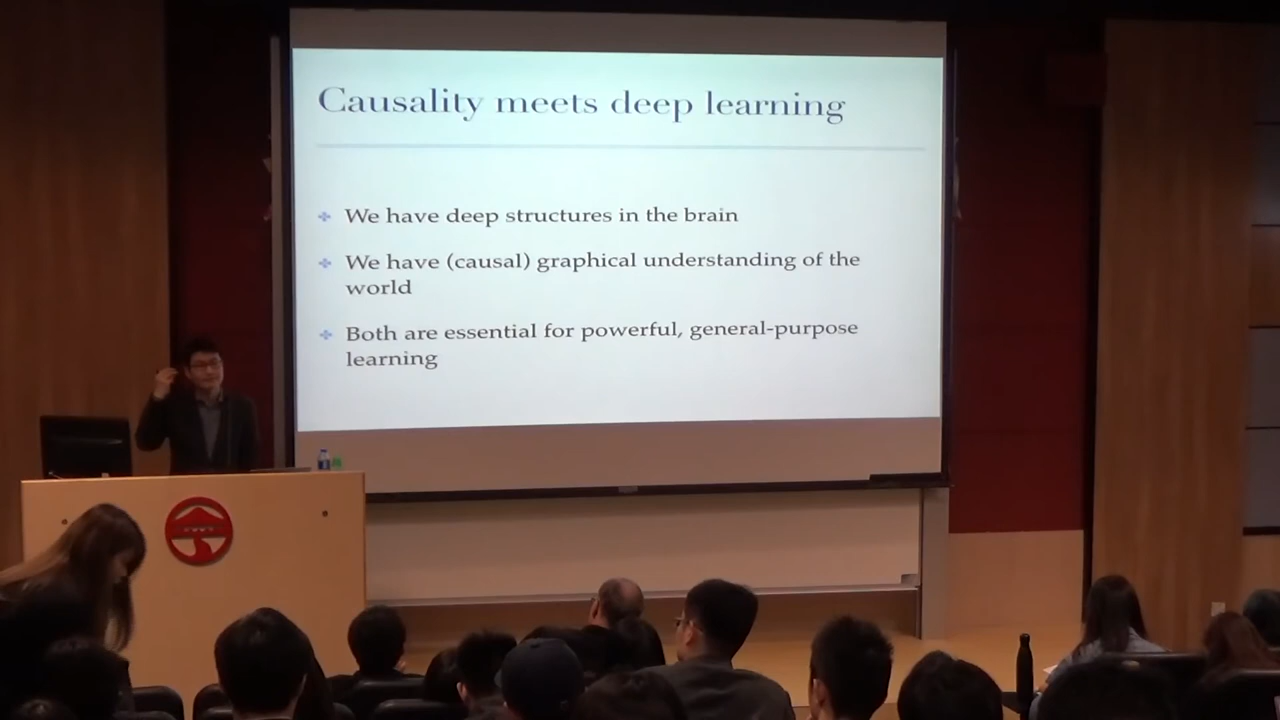 Causality meets deep learning
We have deep structures in the brain
We have (causal) graphical understanding of the
world
Both are essential for powerful, general-purpose
learning